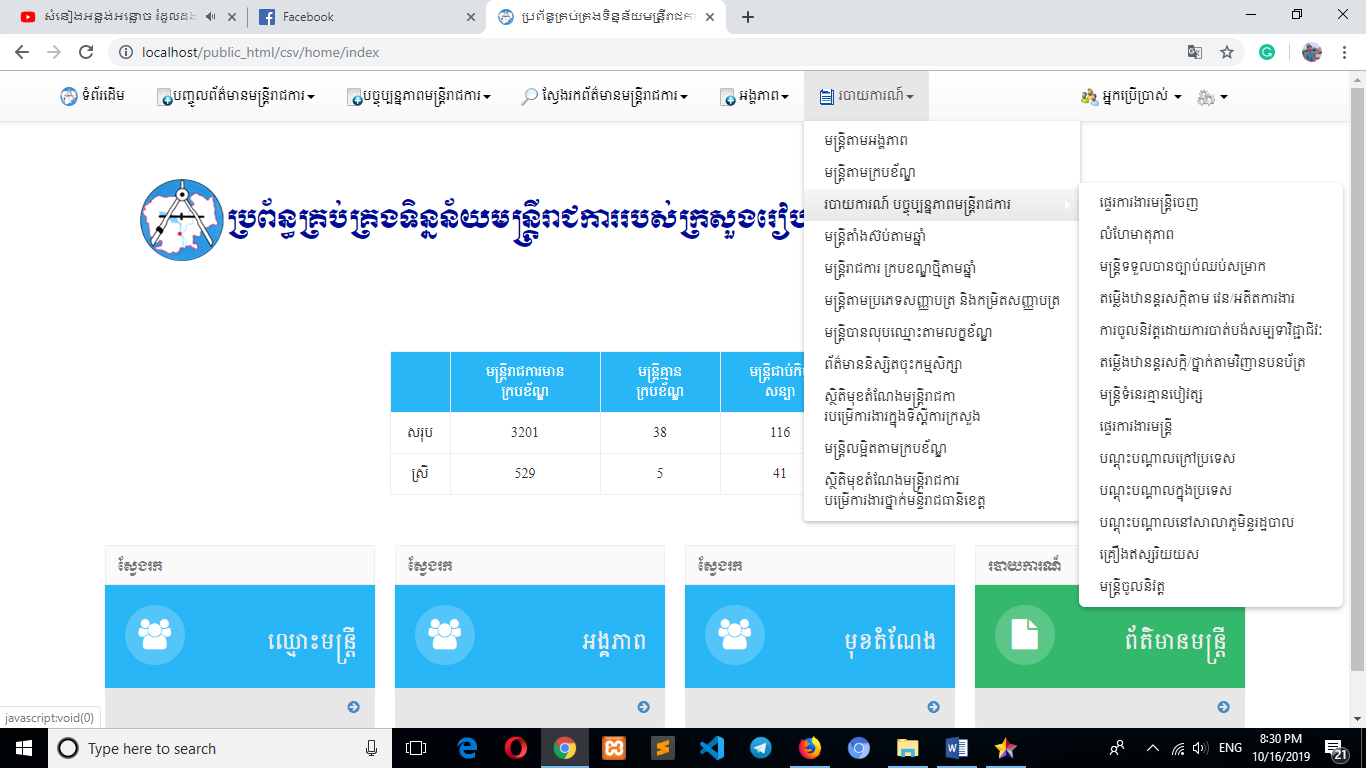 សំនៀងអន្លង់អន្លោច រំជួលជង
Facebook
ប្រព័ន្ធគ្រប់គ្រងទិន្នន័យមន្ត្រីរាជកា
localhost/public_html/csv/home/index
ទំព័រដើម បញ្ចូលព័ត៌មានមន្ត្រីរាជការ បច្ចុប្បន្នភាពមន្ត្រីរាជការ ស្វែងរកព័ត៌មានមន្ត្រីរាជការ អង្គភាព របាយការណ៍ អ្នកប្រើប្រាស់
មន្ត្រីតាមអង្គភាព
មន្ត្រីតាមក្របខ័ណ្ឌ
របាយការណ៍ បច្ចុប្បន្នភាពមន្ត្រីរាជការ
មន្ត្រីតាំងស៊ប់តាមឆ្នាំ
មន្ត្រីរាជការ ក្របខណ្ឌថ្មីតាមឆ្នាំ
មន្ត្រីតាមប្រភេទសញ្ញាបត្រ និងកម្រិតសញ្ញាបត្រ
មន្ត្រីបានលុបឈ្មោះតាមលក្ខខ័ណ្ឌ
ព័ត៌មាននិស្សិតចុះកម្មសិក្សា
ស្ថិតិមុខតំណែងមន្ត្រីរាជកា
របម្រើការងារក្នុងទីស្តីការក្រសួង
មន្ត្រីលម្អិតតាមក្របខ័ណ្ឌ
ស្ថិតិមុខតំណែងមន្ត្រីរាជការ
បម្រើការងារថ្នាក់មន្ទីរាជធានិខេត្ត
ផ្ទេរការងារមន្ត្រីចេញ
លំហែមាតុភាព
មន្ត្រីទទួលបានច្បាប់ឈប់សម្រាក
តម្លើងឋានន្តរសក្កិតាម វេន/អតីតការងារ
ការចូលនិវត្តដោយការបាត់បង់សម្បទាវិជ្ជាជីវ:
តម្លើងឋានន្តរសក្កិ/ថ្នាក់តាមវិញានបនប័ត្រ
មន្ត្រីទំនេរគ្មានបៀវត្ស
ផ្ទេរការងារមន្ត្រី
បណ្តុះបណ្តាលក្រៅប្រទេស
បណ្តុះបណ្តាលក្នុងប្រទេស
បណ្តុះបណ្តាលនៅសាលាភូមិន្ទរដ្ឋបាល
គ្រឿងឥស្សរិយយស
មន្ត្រីចូលនិវត្ត
ប្រព័ន្ធគ្រប់គ្រងទិន្នន័យមន្ត្រីរាជការរបស់ក្រសួងរៀប
មន្ត្រីរាជការមាន
ក្របខ័ណ្ឌ
មន្ត្រីគ្មាន
ក្របខ័ណ្ឌ
មន្ត្រីជាប់កិ
សន្យា
សរុប 3201 38 116
ស្រី 529 5 41
ស្វែងរក ស្វែងរក ស្វែងរក របាយការណ៍
ឈ្មោះមន្ត្រី អង្គភាព មុខតំណែង ព័ត៌មានមន្ត្រី
javascript:void(0)
Type here to search
ENG
8:30 PM
10/16/2019
21